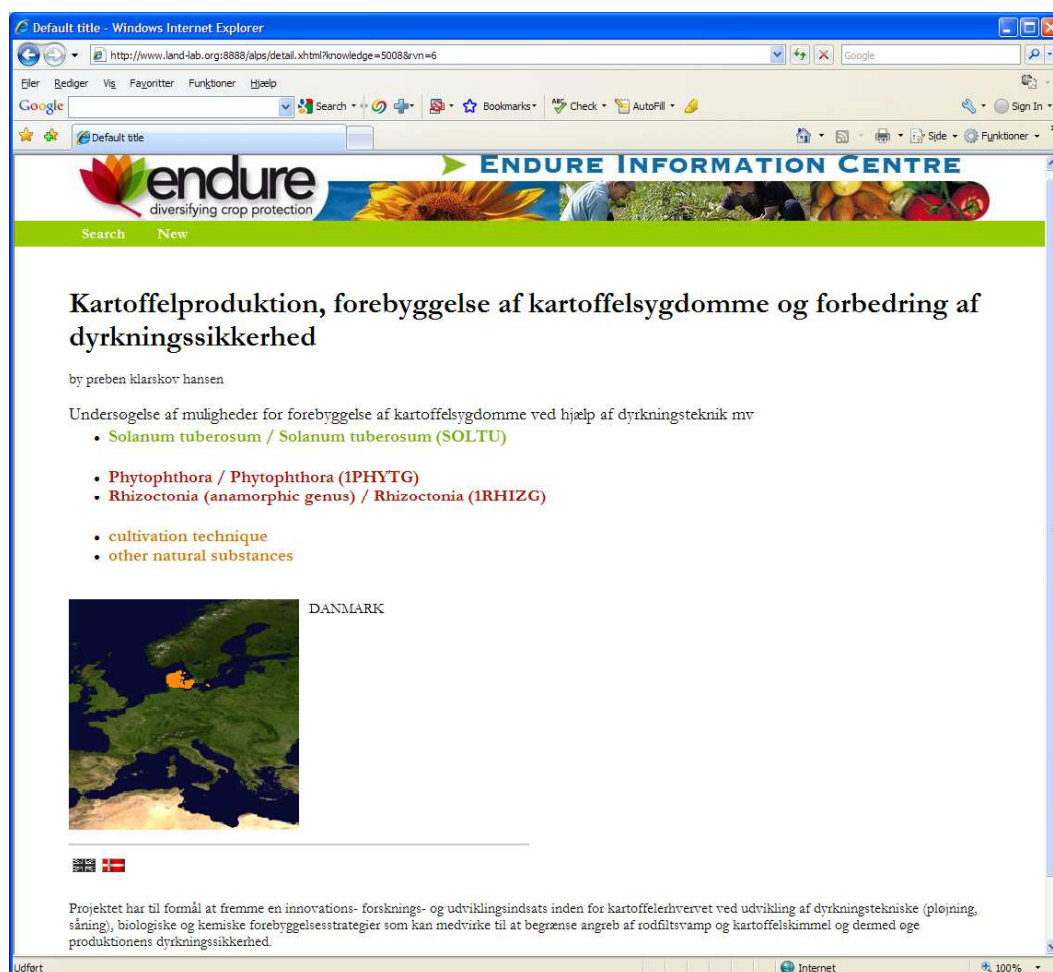 Default title - Windows Internet Explorer
http://www.land-lab.org:8888/alps/detail.xhtml?knowledge=5008&rvn=6
Google
Filer Rediger Vis Favoritter Funktioner Hjælp
Google Search Bookmarks Check AutoFill Sign In
Default title Side Funktioner
endure
diversifying crop protection
ENDURE INFORMATION CENTRE
Search New
Kartoffelproduktion, forebyggelse af kartoffelsygdomme og forbedring af
dyrkningssikkerhed
by preben klarskov hansen
Undersøgelse af muligheder for forebyggelse af kartoffelsygdomme ved hjælp af dyrkningsteknik mv
• Solanum tuberosum / Solanum tuberosum (SOLTU)
• Phytophthora / Phytophthora (1PHYTG)
• Rhizoctonia (anamorphic genus) / Rhizoctonia (1RHIZG)
• cultivation technique
• other natural substances
DANMARK
Projektet har til formål at fremme en innovations- forsknings- og udviklingsindsats inden for kartoffelerhvervet ved udvikling af dyrkningstekniske (pløjning,
såning), biologiske og kemiske forebyggelsesstrategier som kan medvirke til at begrænse angreb af rodfiltsvamp og kartoffelskimmel og dermed øge
produktionens dyrkningssikkerhed.
Udført Internet 100%